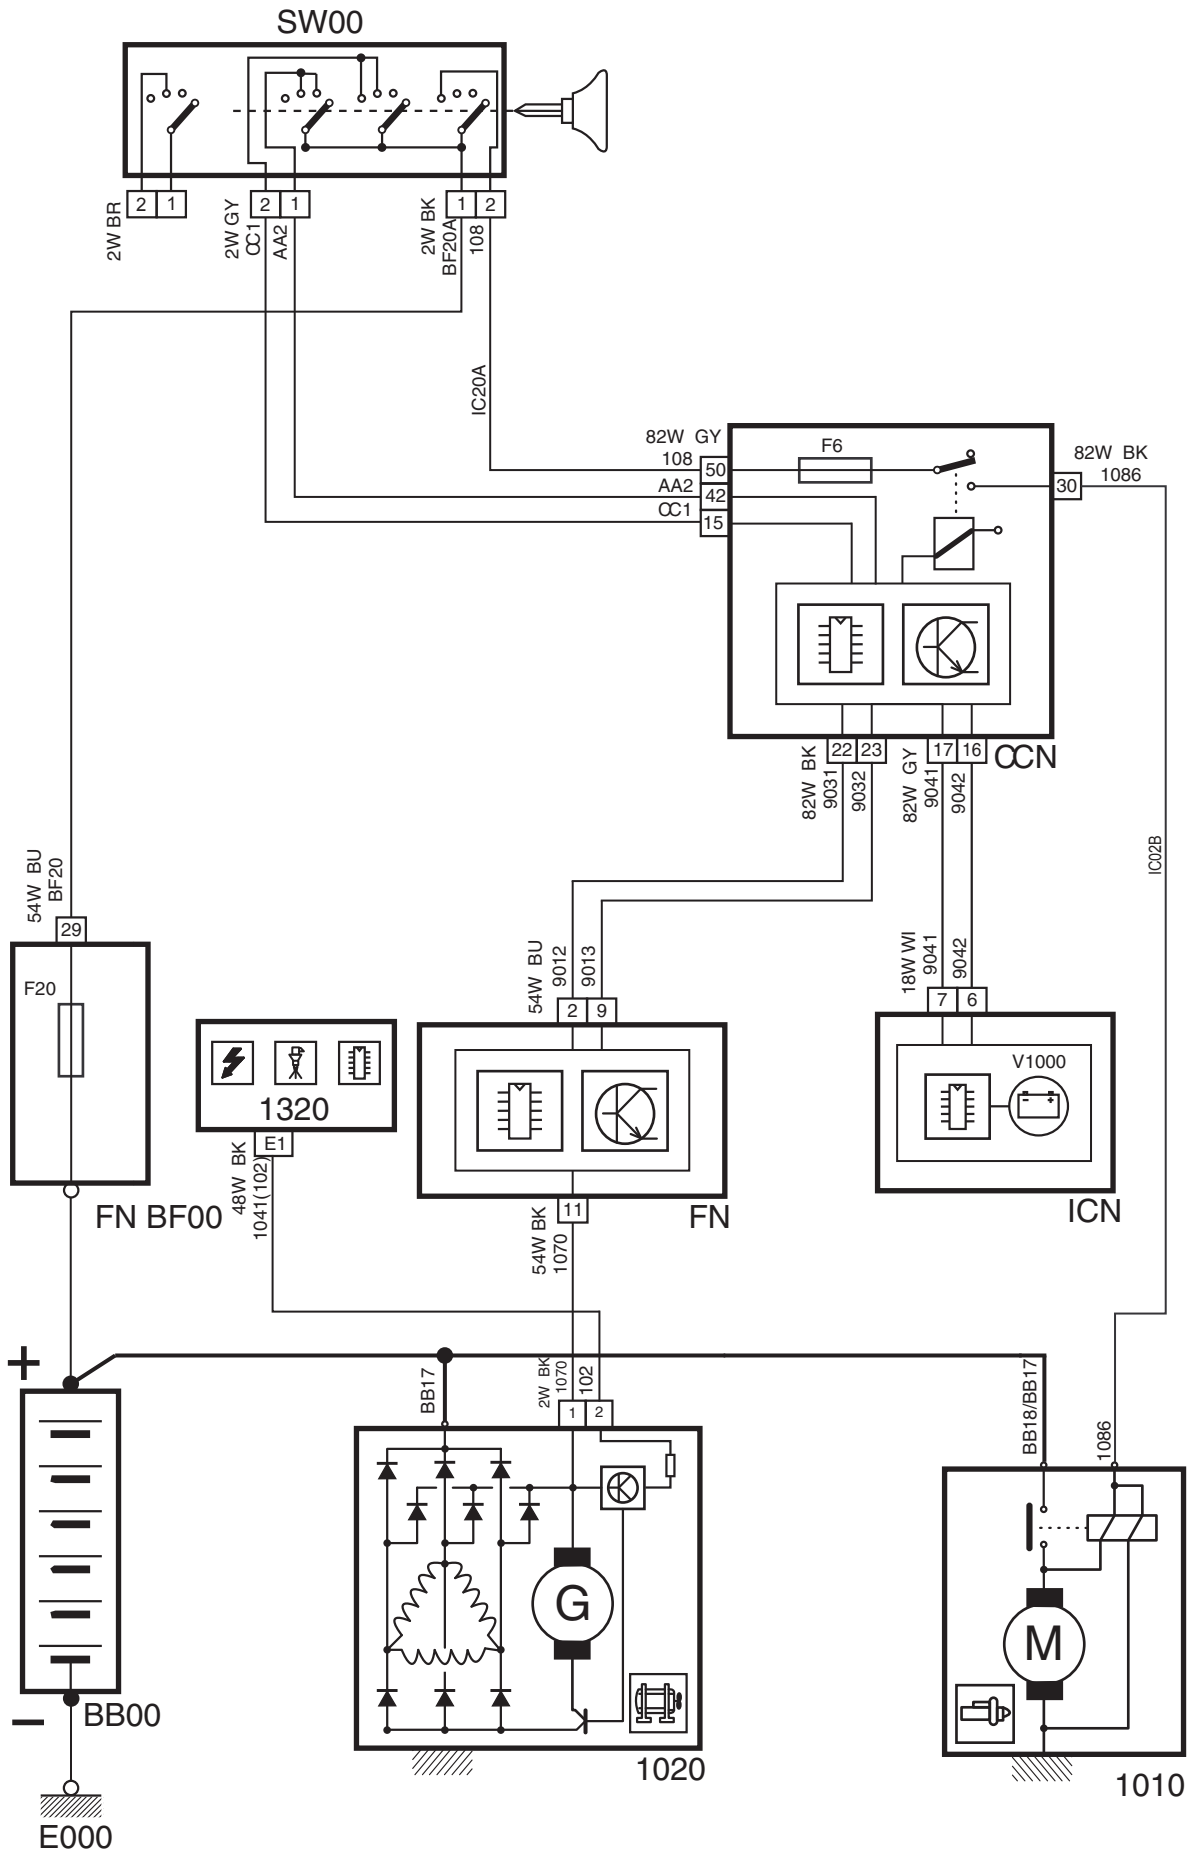 SW00
2
1
2
1
1
2
2W BR
2W GY
CC1
AA2
2W BK
BF20A
108
IC20A
82W GY
108
50
AA2
42
CC1
15
F6
82W BK
1086
30
22
23
17
16
CCN
82W BK
9031
9032
82W GY
9041
9042
IC02B
54W BU
BF20
29
F20
FN BF00
1320
E1
48W BK
1041(102)
54W BU
9012
9013
2
9
11
FN
54W BK
1070
18W WI
9041
9042
7
6
V1000
- +
ICN
+
BB17
2W BK
1070
102
1
2
BB18/BB17
1086
G
M
–
BB00
1020
1010
E000